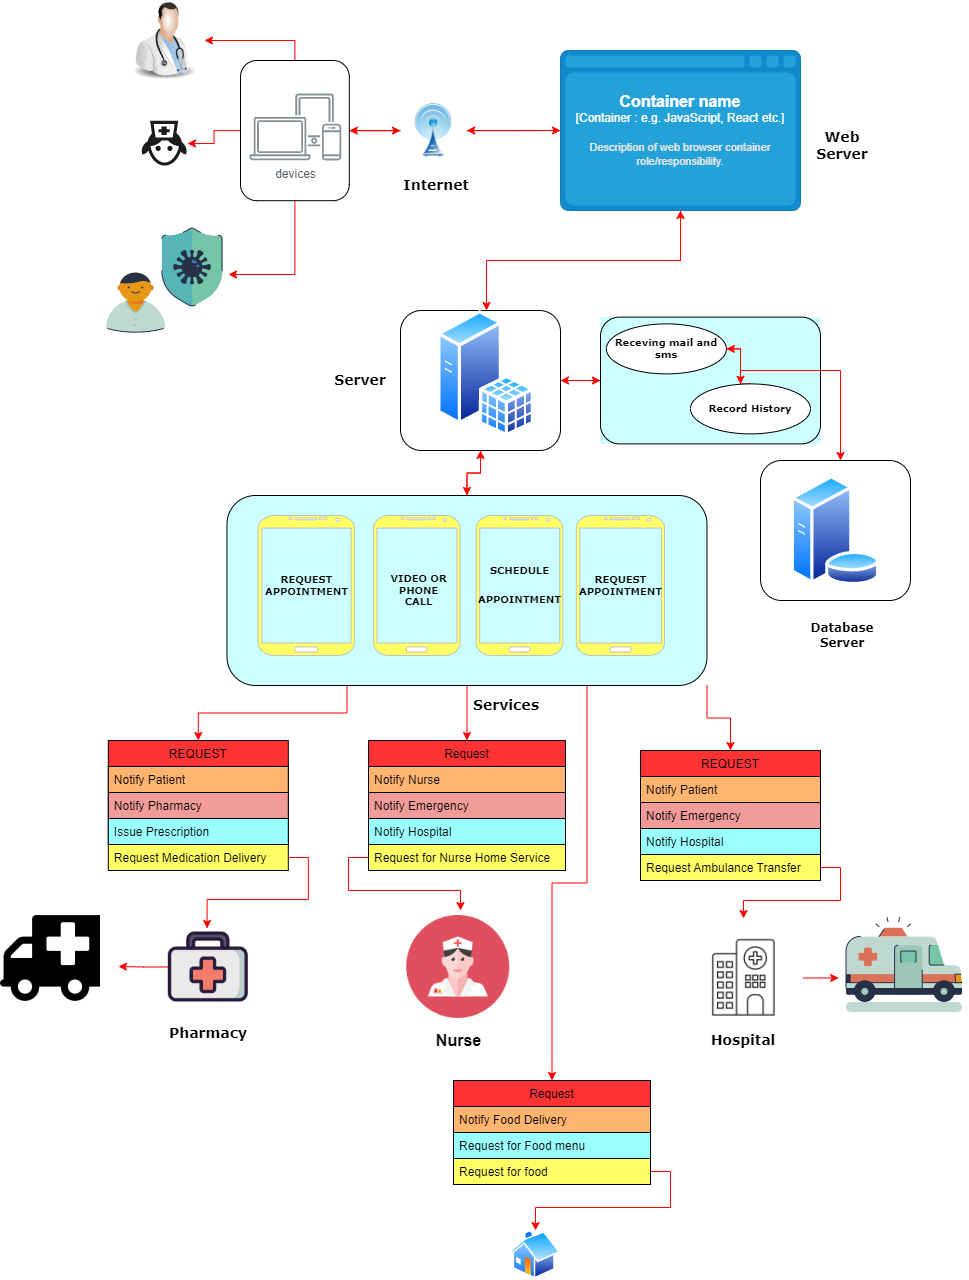 devices
Internet
Container name
[Container : e.g. JavaScript, React etc.]
Description of web browser container
role/responsibility.
Web
Server
Server
Receving mail and
sms
Record History
Database
Server
REQUEST
APPOINTMENT
VIDEO OR
PHONE
CALL
SCHEDULE
APPOINTMENT
REQUEST
APPOINTMENT
Services
REQUEST
Notify Patient
Notify Pharmacy
Issue Prescription
Request Medication Delivery
Request
Notify Nurse
Notify Emergency
Notify Hospital
Request for Nurse Home Service
REQUEST
Notify Patient
Notify Emergency
Notify Hospital
Request Ambulance Transfer
Pharmacy
Nurse
Hospital
Request
Notify Food Delivery
Request for Food menu
Request for food